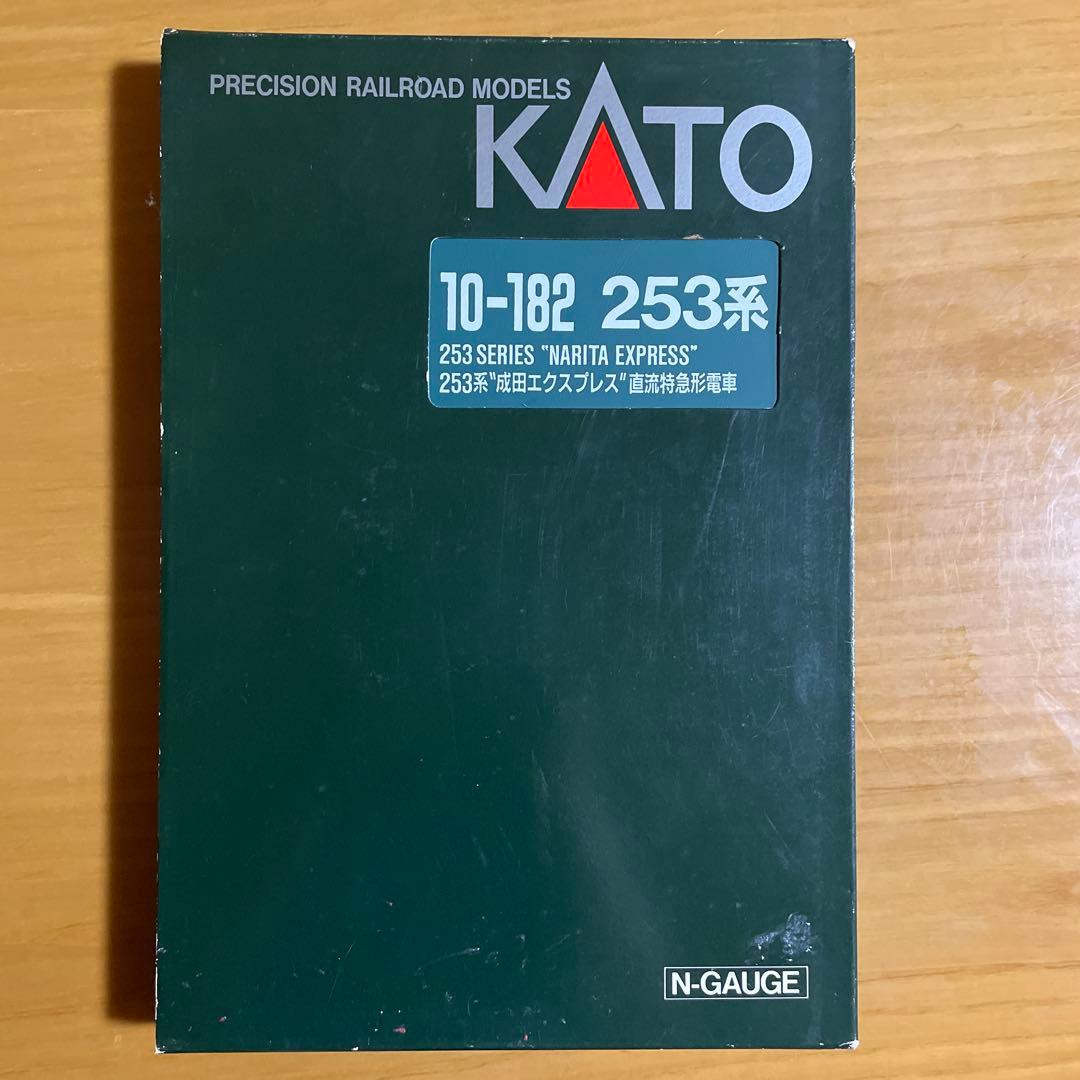 PRECISION RAILROAD MODELS
KATO
10-182 253系
253 SERIES "NARITA EXPRESS"
253系"成田エクスプレス"直流特急形電車
N-GAUGE